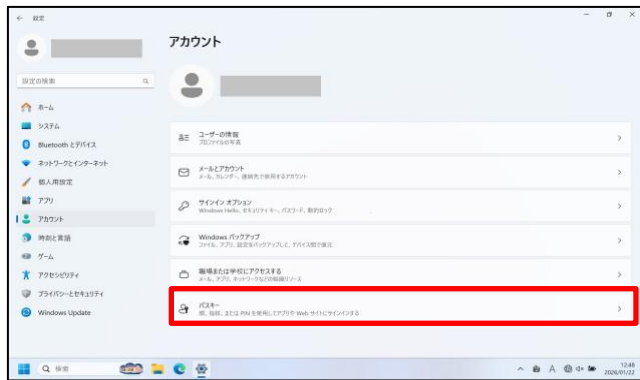 ← 設定
アカウント
設定の検索
ホーム
システム
Bluetooth とデバイス
ネットワークとインターネット
個人用設定
アプリ
アカウント
時刻と言語
ゲーム
アクセシビリティ
プライバシーとセキュリティ
Windows Update
ユーザーの情報
プロファイルの写真
メールとアカウント
メール、カレンダー、連絡先で使用するアカウント
サインイン オプション
Windows Hello、セキュリティ キー、パスワード、動的ロック
Windows バックアップ
ファイル、アプリ、設定をバックアップして、デバイス間で復元
職場または学校にアクセスする
メール、アプリ、ネットワークなどの組織リソース
パスキー
顔、指紋、または PIN を使用してアプリや Web サイトにサインインする
検索
A
12:48
2026/01/22